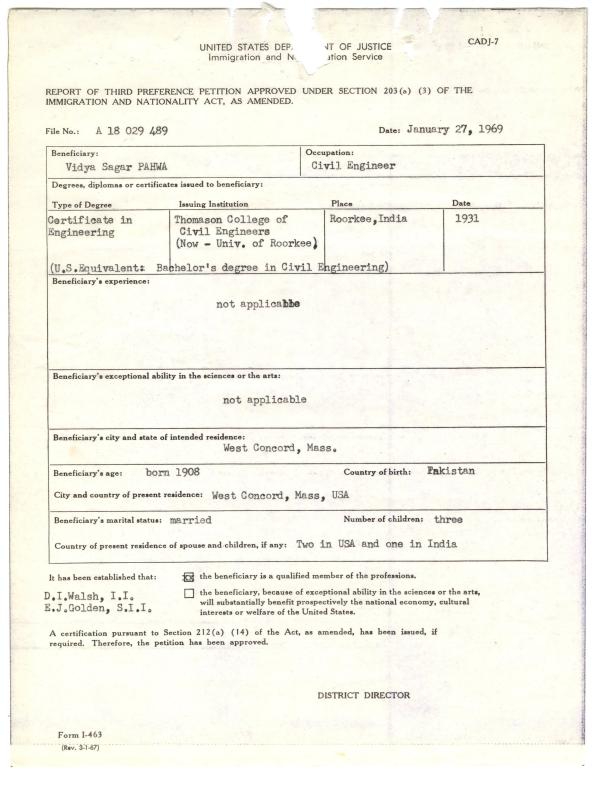 CADJ-7
UNITED STATES DEP NT OF JUSTICE
Immigration and N ation Service
REPORT OF THIRD PREFERENCE PETITION APPROVED UNDER SECTION 203(a) (3) OF THE
IMMIGRATION AND NATIONALITY ACT, AS AMENDED.
File No.: A 18 029 489 Date: January 27, 1969
Beneficiary: Occupation:
Vidya Sagar PAHWA Civil Engineer
Degrees, diplomas or certificates issued to beneficiary:
Type of Degree Issuing Institution Place Date
Certificate in Thomason College of Roorkee,India 1931
Engineering Civil Engineers
(Now - Univ. of Roorkee)
(U.S.Equivalent: Bachelor's degree in Civil Engineering)
Beneficiary's experience:
not applicable
Beneficiary's exceptional ability in the sciences or the arts:
not applicable
Beneficiary's city and state of intended residence:
West Concord, Mass.
Beneficiary's age: born 1908 Country of birth: Pakistan
City and country of present residence: West Concord, Mass, USA
Beneficiary's marital status: married Number of children: three
Country of present residence of spouse and children, if any: Two in USA and one in India
It has been established that: the beneficiary is a qualified member of the professions.
D.I.Walsh, I.I. the beneficiary, because of exceptional ability in the sciences or the arts,
E.J.Golden, S.I.I. will substantially benefit prospectively the national economy, cultural
interests or welfare of the United States.
A certification pursuant to Section 212(a) (14) of the Act, as amended, has been issued, if
required. Therefore, the petition has been approved.
DISTRICT DIRECTOR
Form I-463
(Rev. 3-1-67)